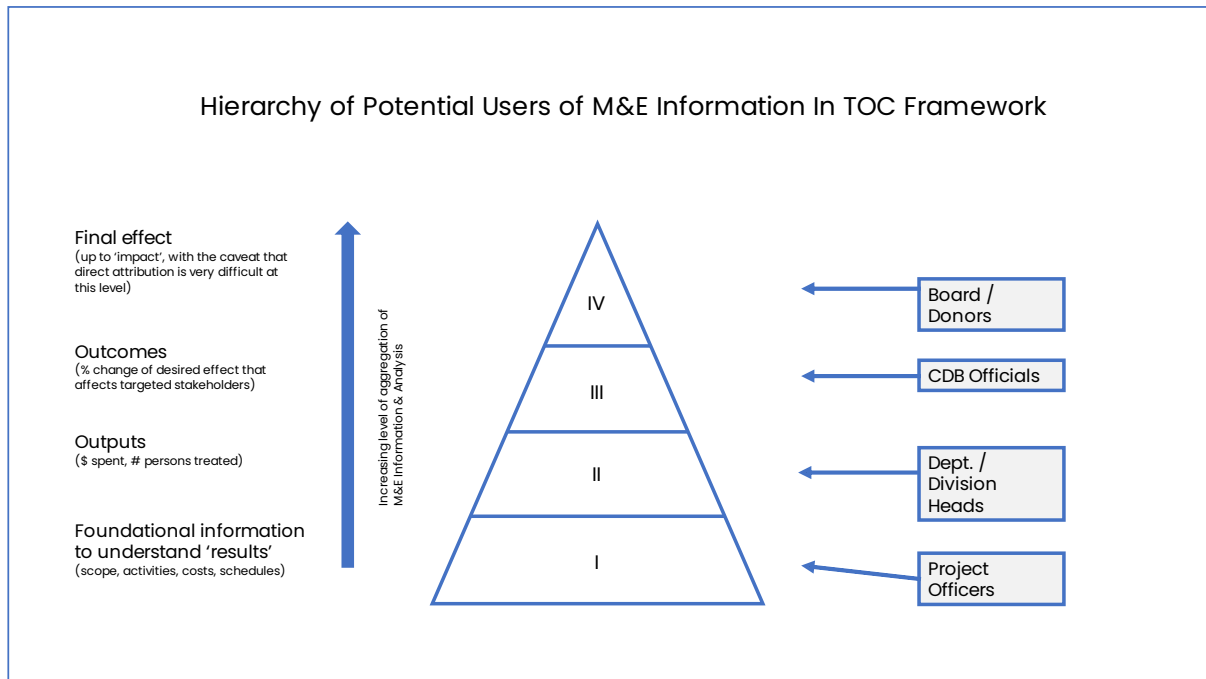 Hierarchy of Potential Users of M&E Information In TOC Framework
Final effect
(up to ‘impact’, with the caveat that
direct attribution is very difficult at
this level)
Outcomes
(% change of desired effect that
affects targeted stakeholders)
Outputs
($ spent, # persons treated)
Foundational information
to understand ‘results’
(scope, activities, costs, schedules)
Increasing level of aggregation of
M&E Information & Analysis
IV
III
II
I
Board /
Donors
CDB Officials
Dept. /
Division
Heads
Project
Officers